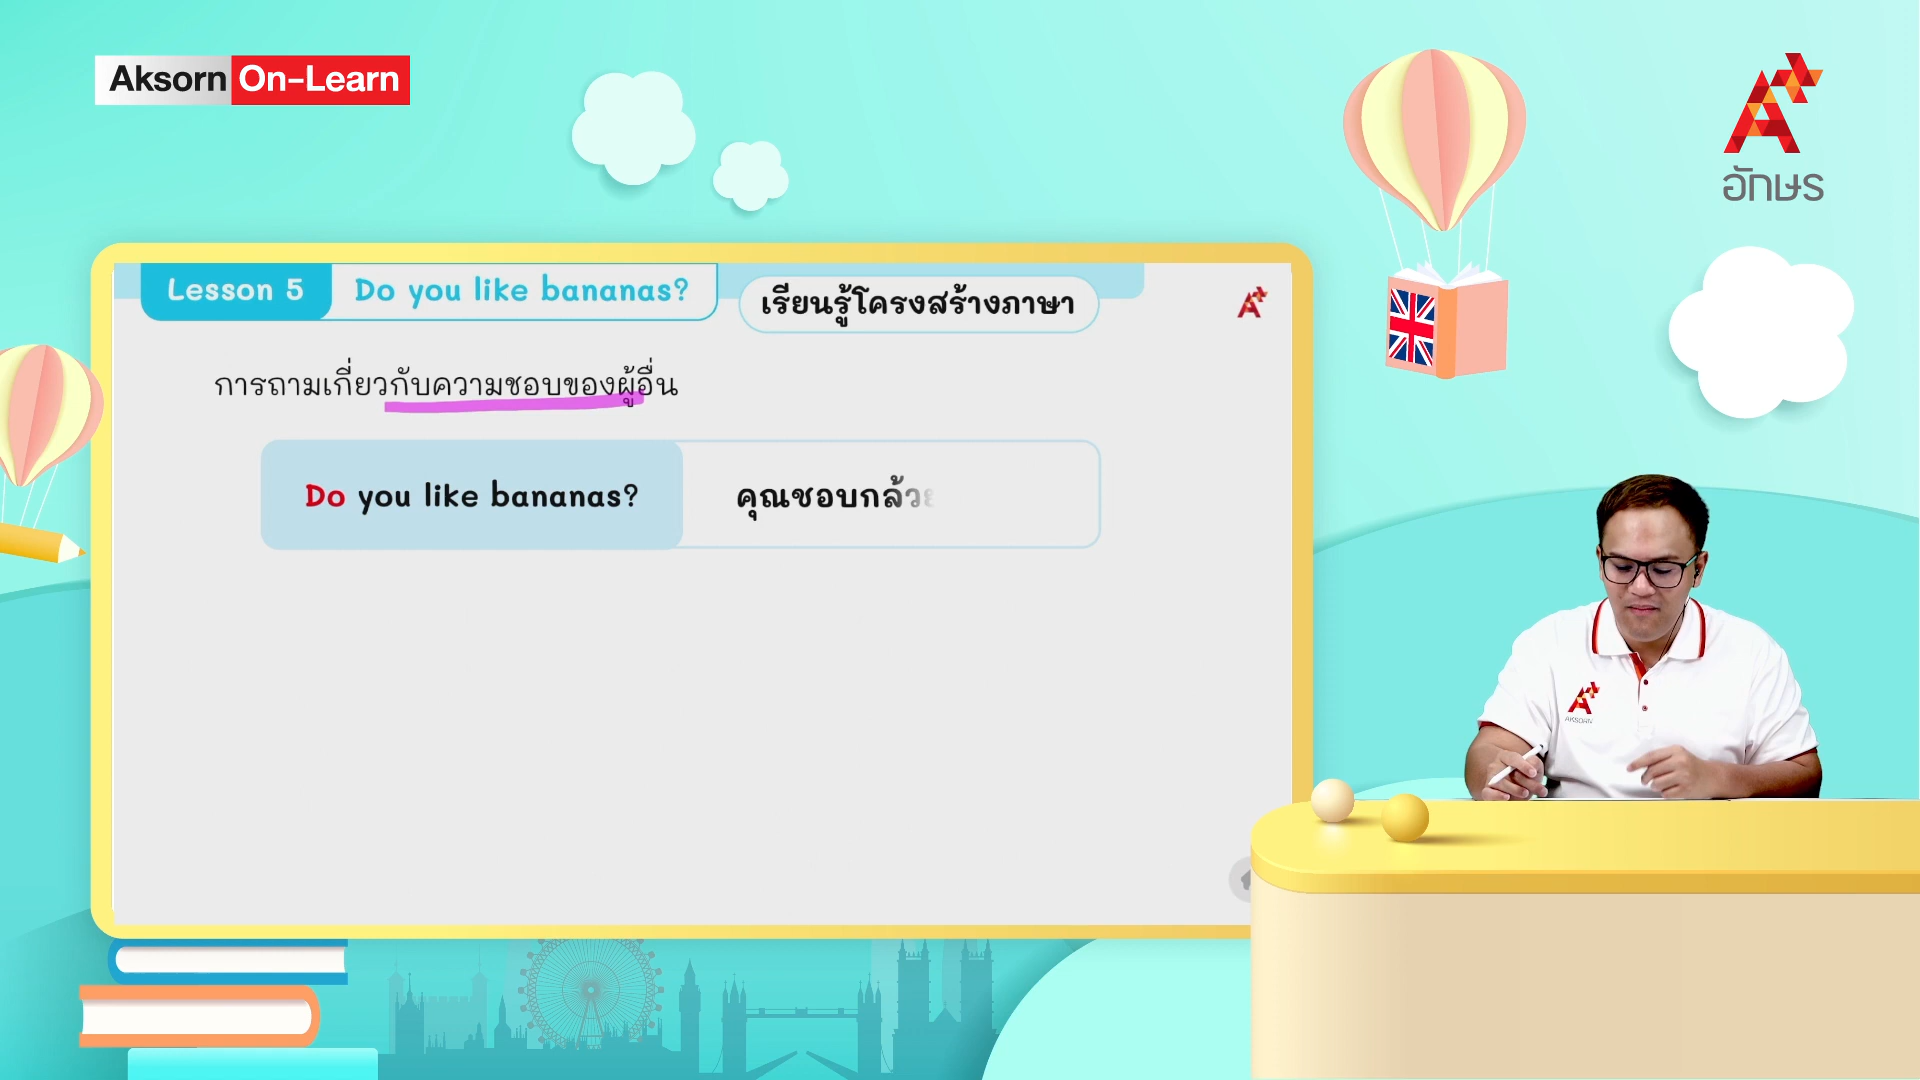 Aksorn On-Learn
อักษร
Lesson 5 Do you like bananas?
เรียนรู้โครงสร้างภาษา
การถามเกี่ยวกับความชอบของผู้อื่น
Do you like bananas?
คุณชอบกล้วย
AKSORN